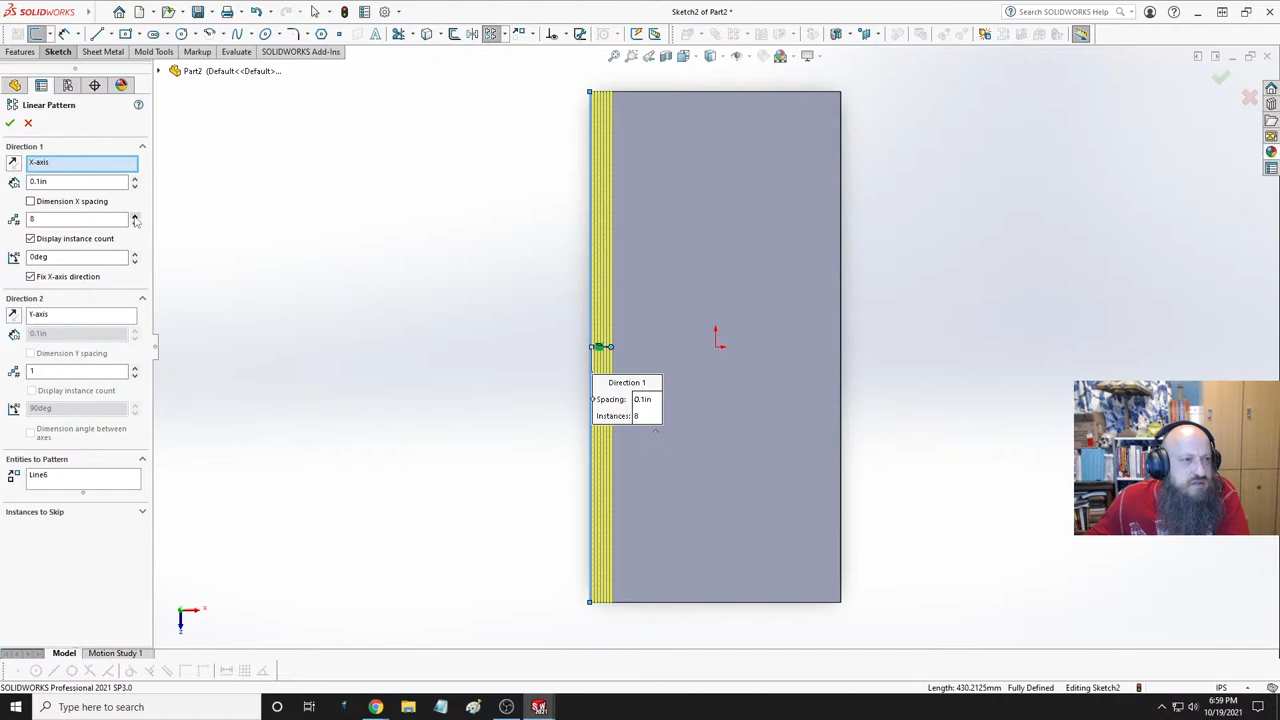 SOLIDWORKS
Sketch2 of Part2 *
Search SOLIDWORKS Help
Features
Sketch
Sheet Metal
Mold Tools
Markup
Evaluate
SOLIDWORKS Add-Ins
Part2 (Default<<Default>...
Linear Pattern
Direction 1
X-axis
0.1in
Dimension X spacing
8
Display instance count
0deg
Fix X-axis direction
Direction 2
Y-axis
0.1in
Dimension Y spacing
1
Display instance count
90deg
Dimension angle between
axes
Entities to Pattern
Line6
Instances to Skip
Direction 1
Spacing: 0.1in
Instances: 8
x
z
Model
Motion Study 1
SOLIDWORKS Professional 2021 SP3.0
Length: 430.2125mm
Fully Defined
Editing Sketch2
IPS
Type here to search
6:59 PM
10/19/2021